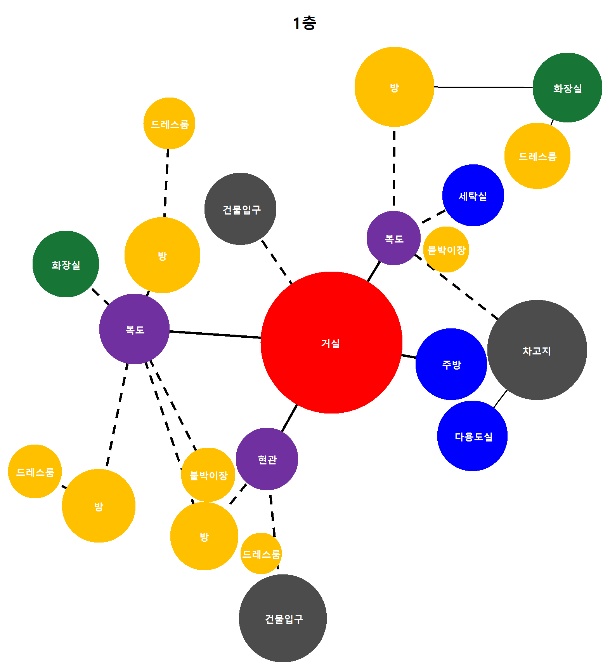 1층
방
화장실
드레스룸
드레스룸
세탁실
건물입구
복도
붙박이장
방
화장실
복도
거실
차고지
주방
다용도실
현관
드레스룸
붙박이장
방
방
드레스룸
건물입구